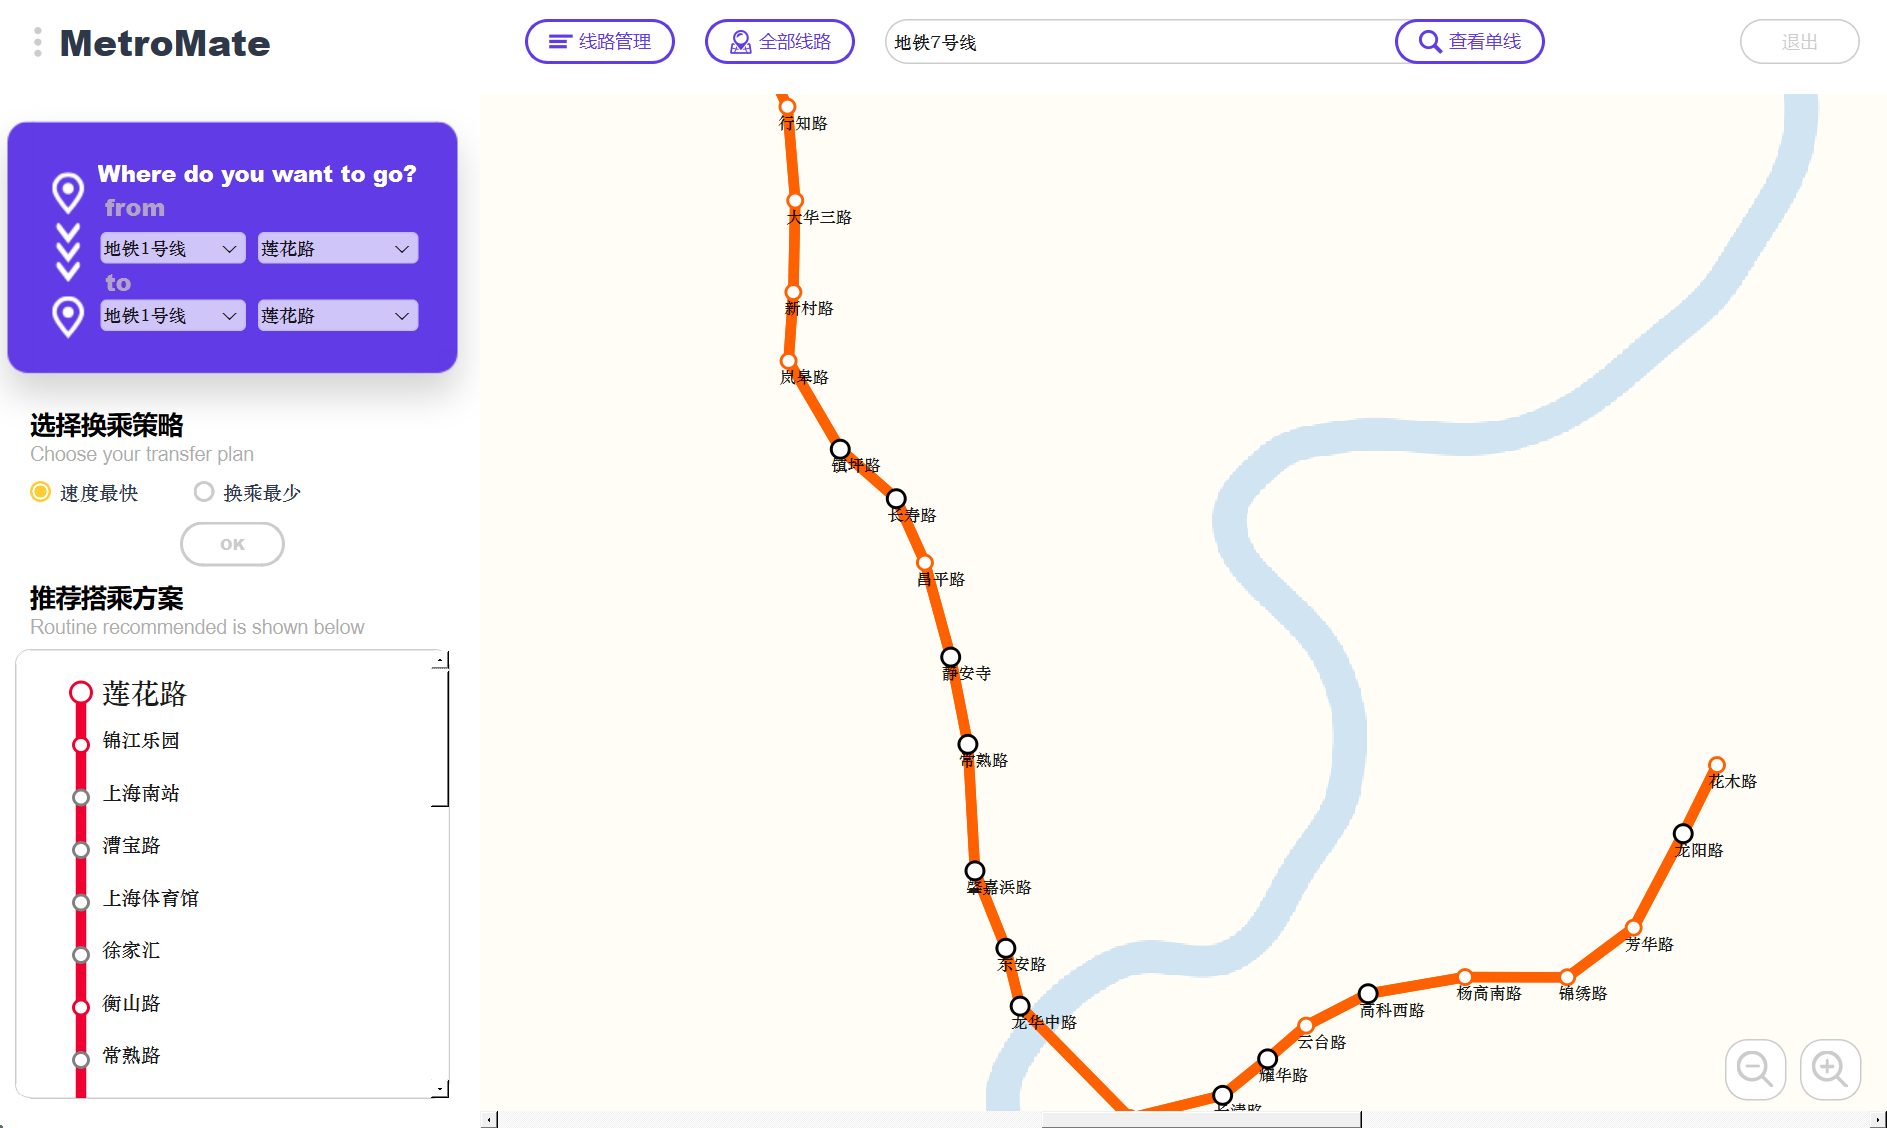 MetroMate
线路管理
全部线路
地铁7号线
查看单线
退出
Where do you want to go?
from
地铁1号线
莲花路
to
地铁1号线
莲花路
选择换乘策略
Choose your transfer plan
速度最快
换乘最少
OK
推荐搭乘方案
Routine recommended is shown below
莲花路
锦江乐园
上海南站
漕宝路
上海体育馆
徐家汇
衡山路
常熟路
行知路
大华三路
新村路
岚皋路
镇坪路
长寿路
昌平路
静安寺
常熟路
肇嘉浜路
东安路
龙华中路
花木路
龙阳路
芳华路
锦绣路
杨高南路
高科西路
云台路
耀华路
长清路